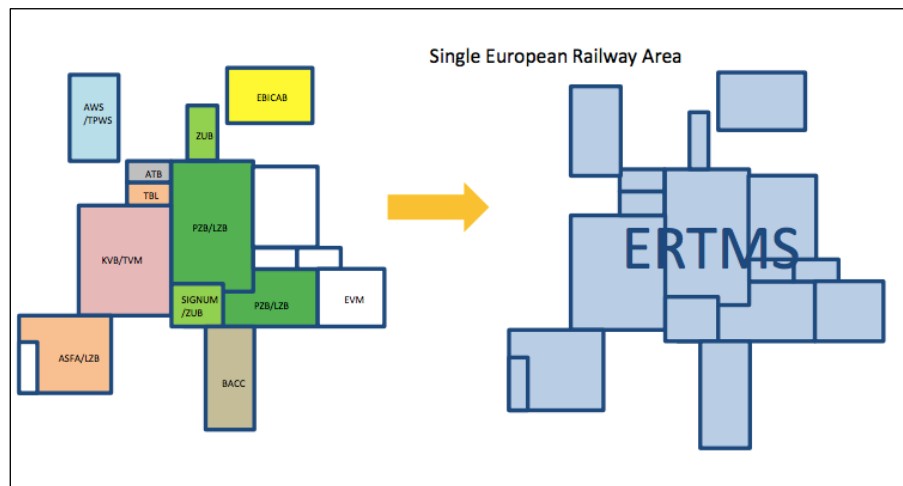 Single European Railway Area
AWS
/TPWS
EBICAB
ZUB
ATB
TBL
PZB/LZB
KVB/TVM
SIGNUM
/ZUB
PZB/LZB
EVM
ASFA/LZB
BACC
ERTMS